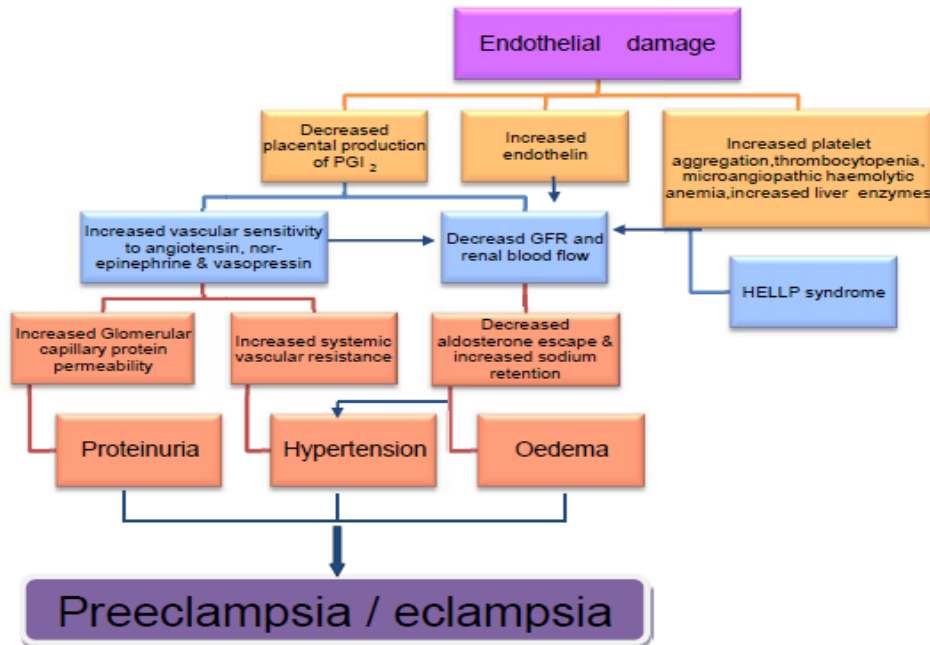 Endothelial damage
Decreased
placental production
of PGI 2
Increased
endothelin
Increased platelet
aggregation,thrombocytopenia,
microangiopathic haemolytic
anemia,increased liver enzymes
Increased vascular sensitivity
to angiotensin, nor-
epinephrine & vasopressin
Decreasd GFR and
renal blood flow
HELLP syndrome
Increased Glomerular
capillary protein
permeability
Increased systemic
vascular resistance
Decreased
aldosterone escape &
increased sodium
retention
Proteinuria
Hypertension
Oedema
Preeclampsia / eclampsia